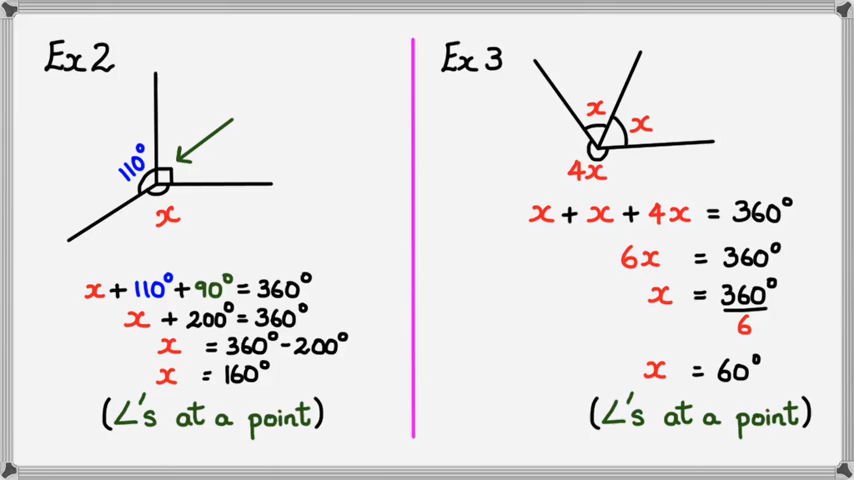 Ex 2
110°
x
x + 110° + 90° = 360°
x + 200° = 360°
x = 360° - 200°
x = 160°
(∠'s at a point)
Ex 3
x
x
4x
x + x + 4x = 360°
6x = 360°
x = 360°
6
x = 60°
(∠'s at a point)